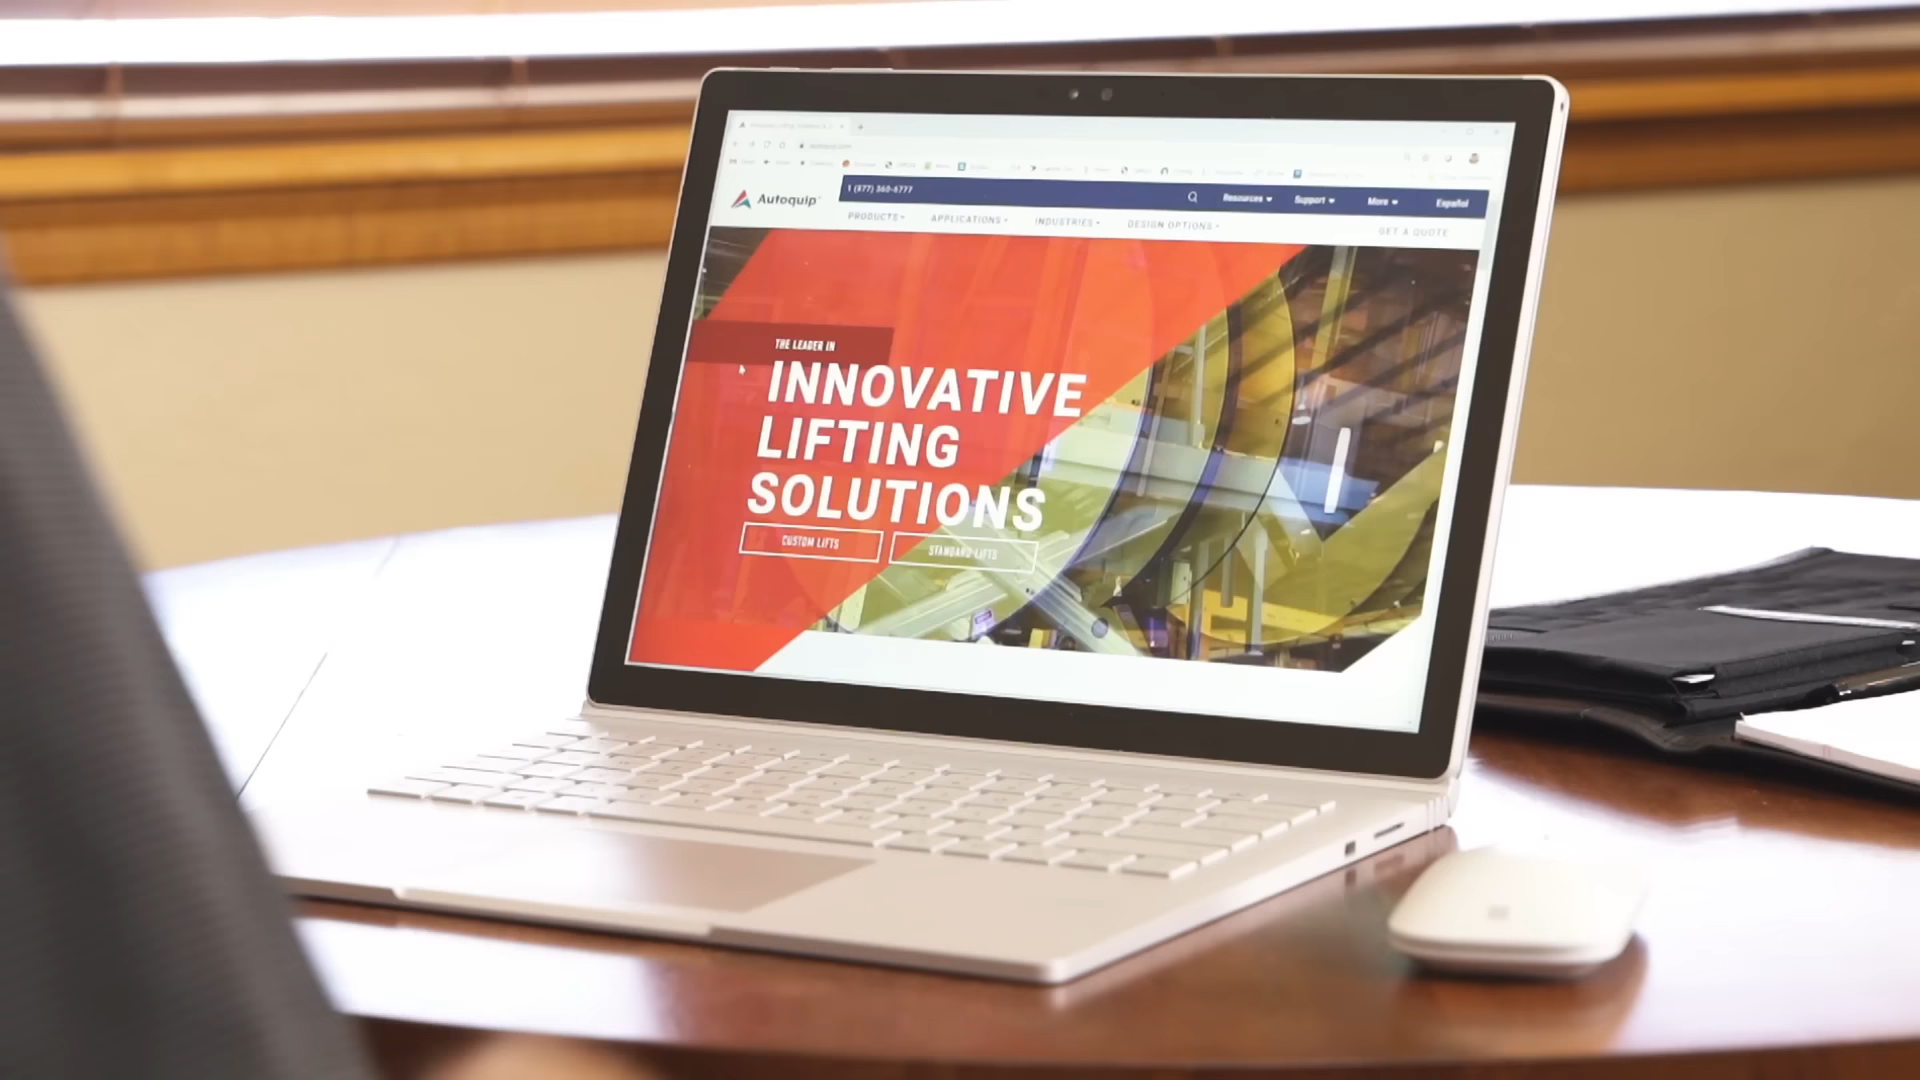 Autoquip
1 (877) 360-6777
Resources
Support
More
Español
PRODUCTS
APPLICATIONS
INDUSTRIES
DESIGN OPTIONS
GET A QUOTE
THE LEADER IN
INNOVATIVE
LIFTING
SOLUTIONS
CUSTOM LIFTS
STANDARD LIFTS